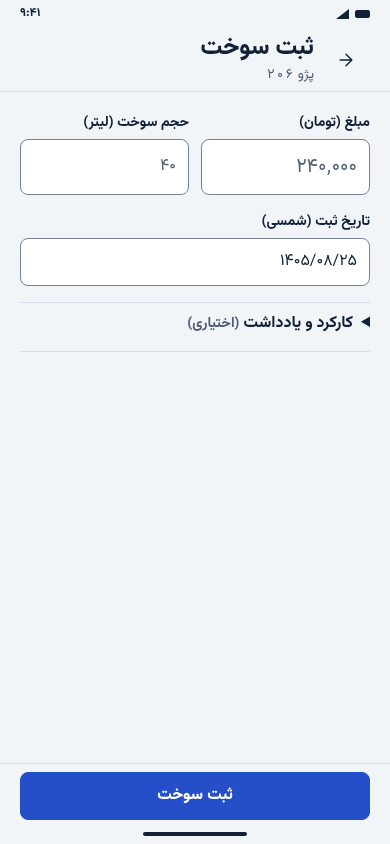 ۹:۴۱
ثبت سوخت
پژو ۲۰۶
مبلغ (تومان)
حجم سوخت (لیتر)
۲۴۰,۰۰۰
۴۰
تاریخ ثبت (شمسی)
۱۴۰۵/۰۸/۲۵
کارکرد و یادداشت (اختیاری)
ثبت سوخت